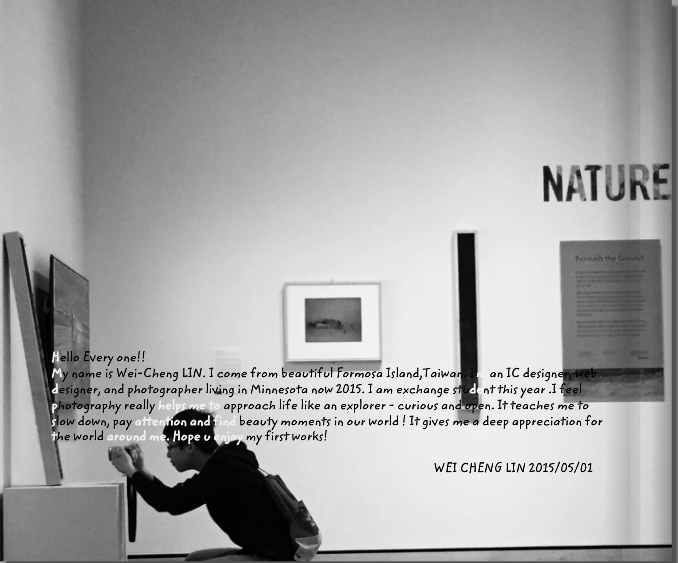 NATURE
Beneath the Ground
Hello Every one!!
My name is Wei-Cheng LIN. I come from beautiful Formosa Island,Taiwan. I'm an IC designer, web
designer, and photographer living in Minnesota now 2015. I am exchange student this year .I feel
photography really helps me to approach life like an explorer - curious and open. It teaches me to
slow down, pay attention and find beauty moments in our world ! It gives me a deep appreciation for
the world around me. Hope u enjoy my first works!
WEI CHENG LIN 2015/05/01